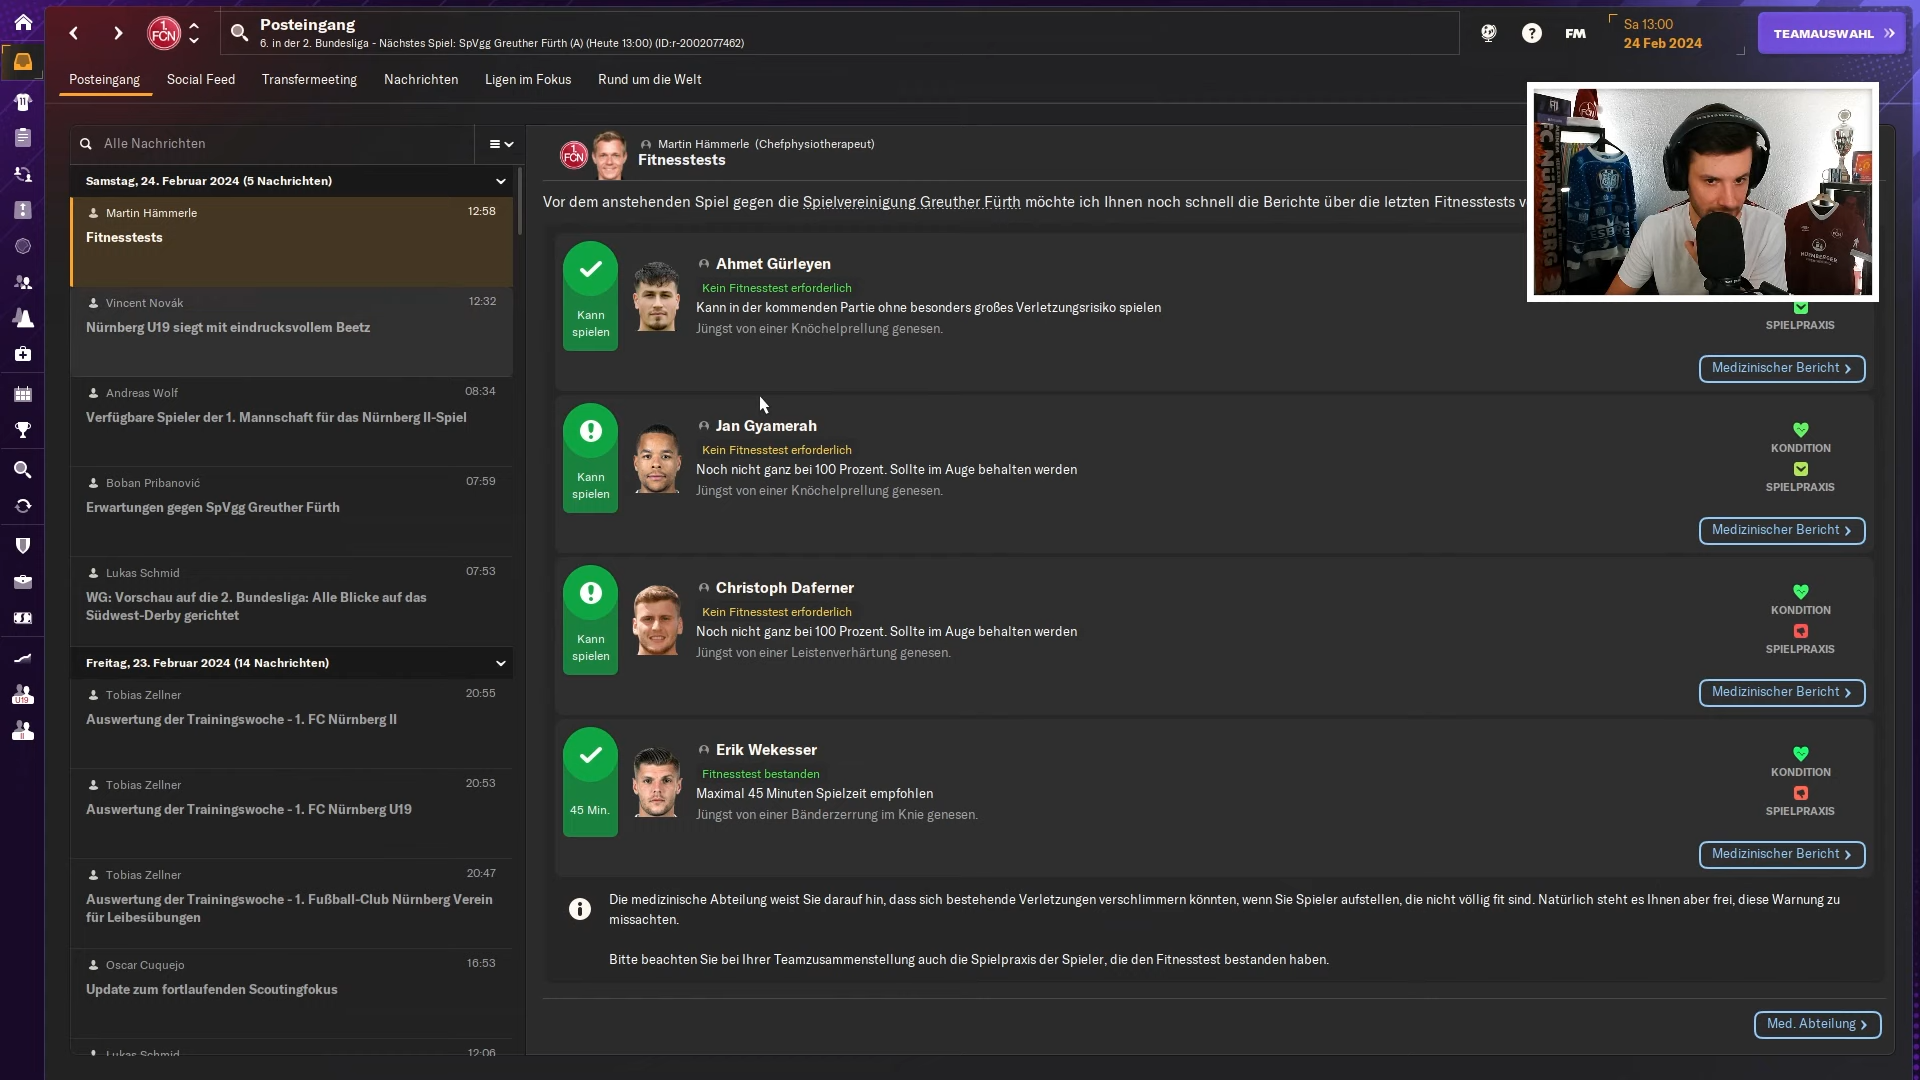 Posteingang
6. in der 2. Bundesliga - Nächstes Spiel: SpVgg Greuther Fürth (A) (Heute 13:00) (ID:r-2002077462)
FM
Sa 13:00
24 Feb 2024
TEAMAUSWAHL
Posteingang
Social Feed
Transfermeeting
Nachrichten
Ligen im Fokus
Rund um die Welt
Alle Nachrichten
Samstag, 24. Februar 2024 (5 Nachrichten)
Martin Hämmerle 12:58
Fitnesstests
Vincent Novák 12:32
Nürnberg U19 siegt mit eindrucksvollem Beetz
Andreas Wolf 08:34
Verfügbare Spieler der 1. Mannschaft für das Nürnberg II-Spiel
Boban Pribanović 07:59
Erwartungen gegen SpVgg Greuther Fürth
Lukas Schmid 07:53
WG: Vorschau auf die 2. Bundesliga: Alle Blicke auf das
Südwest-Derby gerichtet
Freitag, 23. Februar 2024 (14 Nachrichten)
Tobias Zellner 20:55
Auswertung der Trainingswoche - 1. FC Nürnberg II
Tobias Zellner 20:53
Auswertung der Trainingswoche - 1. FC Nürnberg U19
Tobias Zellner 20:47
Auswertung der Trainingswoche - 1. Fußball-Club Nürnberg Verein
für Leibesübungen
Oscar Cuquejo 16:53
Update zum fortlaufenden Scoutingfokus
Lukas Schmid 12:06
Martin Hämmerle (Chefphysiotherapeut)
Fitnesstests
Vor dem anstehenden Spiel gegen die Spielvereinigung Greuther Fürth möchte ich Ihnen noch schnell die Berichte über die letzten Fitnesstests v
Kann
spielen
Ahmet Gürleyen
Kein Fitnesstest erforderlich
Kann in der kommenden Partie ohne besonders großes Verletzungsrisiko spielen
Jüngst von einer Knöchelprellung genesen.
SPIELPRAXIS
Medizinischer Bericht
Kann
spielen
Jan Gyamerah
Kein Fitnesstest erforderlich
Noch nicht ganz bei 100 Prozent. Sollte im Auge behalten werden
Jüngst von einer Knöchelprellung genesen.
KONDITION
SPIELPRAXIS
Medizinischer Bericht
Kann
spielen
Christoph Daferner
Kein Fitnesstest erforderlich
Noch nicht ganz bei 100 Prozent. Sollte im Auge behalten werden
Jüngst von einer Leistenverhärtung genesen.
KONDITION
SPIELPRAXIS
Medizinischer Bericht
45 Min.
Erik Wekesser
Fitnesstest bestanden
Maximal 45 Minuten Spielzeit empfohlen
Jüngst von einer Bänderzerrung im Knie genesen.
KONDITION
SPIELPRAXIS
Medizinischer Bericht
Die medizinische Abteilung weist Sie darauf hin, dass sich bestehende Verletzungen verschlimmern könnten, wenn Sie Spieler aufstellen, die nicht völlig fit sind. Natürlich steht es Ihnen aber frei, diese Warnung zu
missachten.
Bitte beachten Sie bei Ihrer Teamzusammenstellung auch die Spielpraxis der Spieler, die den Fitnesstest bestanden haben.
Med. Abteilung